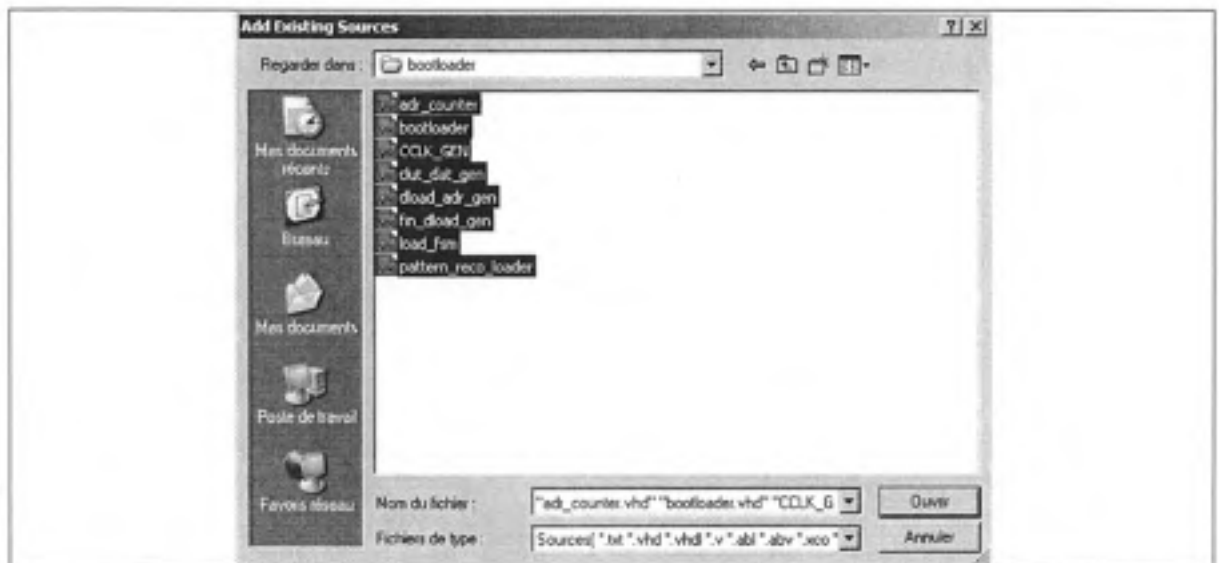 Add Existing Sources
Regarder dans :
bootloader
Mes documents
récents
Bureau
Mes documents
Poste de travail
Favoris réseau
adr_counter
bootloader
CCLK_GEN
dut_dat_gen
dload_adr_gen
fin_dload_gen
load_fsm
pattern_reco_loader
Nom du fichier :
"adr_counter.vhd" "bootloader.vhd" "CCLK_G
Ouvrir
Fichiers de type :
Sources( *.txt *.vhd *.vhdl *.v *.abl *.abv *.xco *
Annuler